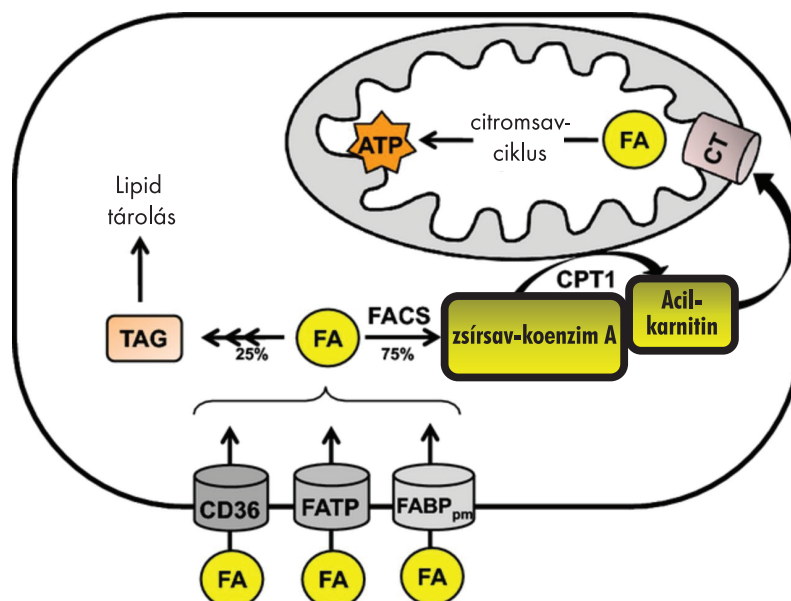 citromsav-
ciklus
ATP
FA
CT
Lipid
tárolás
CPT1
Acil-
karnitin
FACS
zsírsav-koenzim A
TAG
25%
FA
75%
CD36
FATP
FABPpm
FA
FA
FA